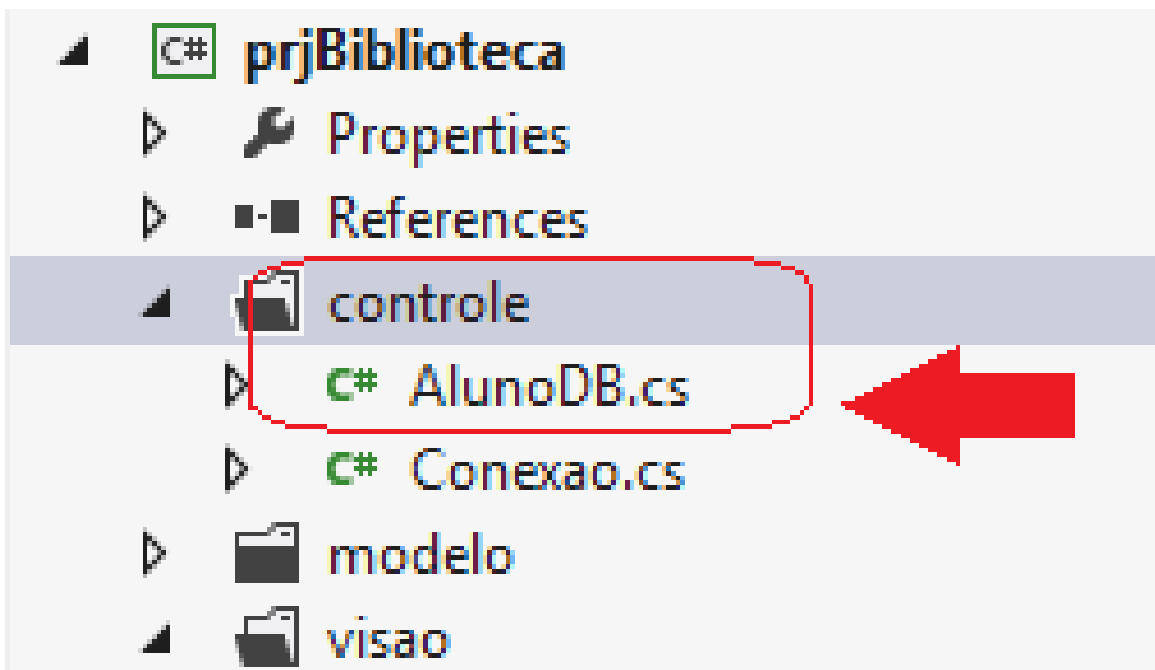 C# prjBiblioteca
Properties
References
controle
C# AlunoDB.cs
C# Conexao.cs
modelo
visao